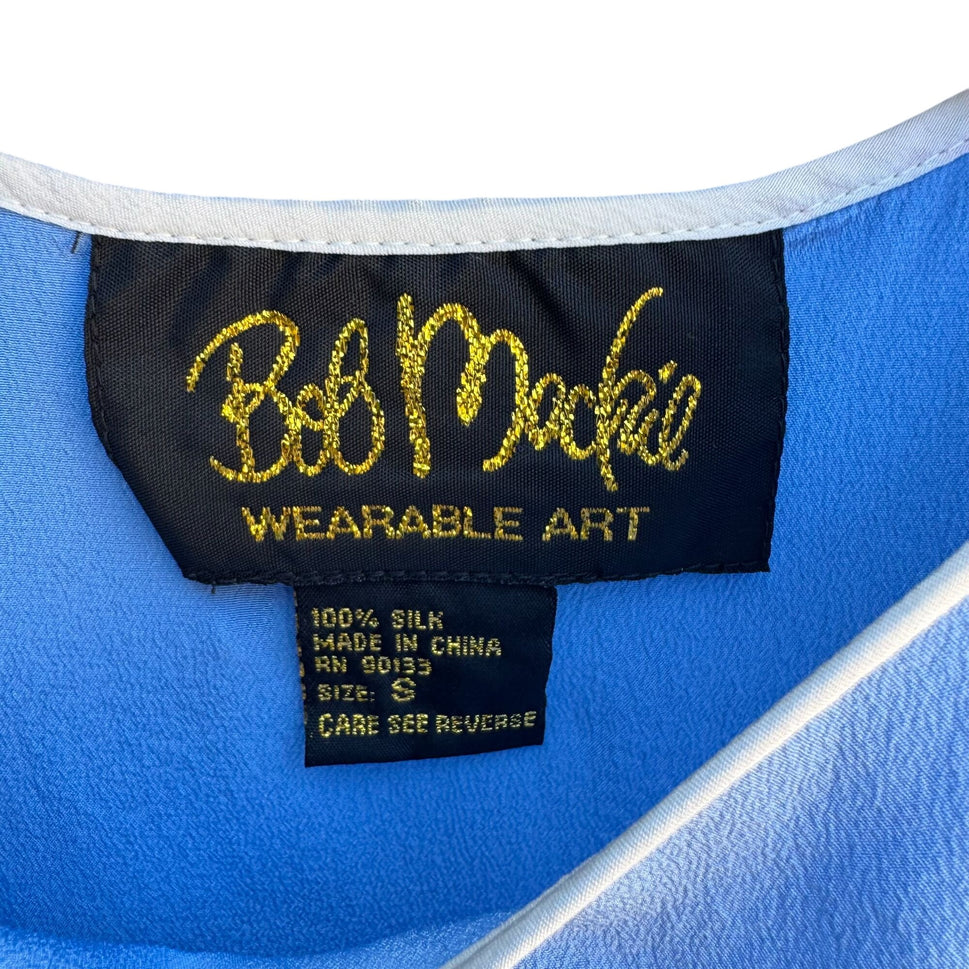 Bob Mackie
WEARABLE ART
100% SILK
MADE IN CHINA
RN 90133
SIZE: S
CARE SEE REVERSE